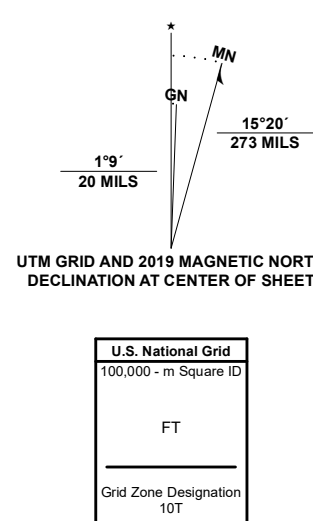 ★
MN
GN
15°20´
273 MILS
1°9´
20 MILS
UTM GRID AND 2019 MAGNETIC NORT
DECLINATION AT CENTER OF SHEET
U.S. National Grid
100,000 - m Square ID
FT
Grid Zone Designation
10T